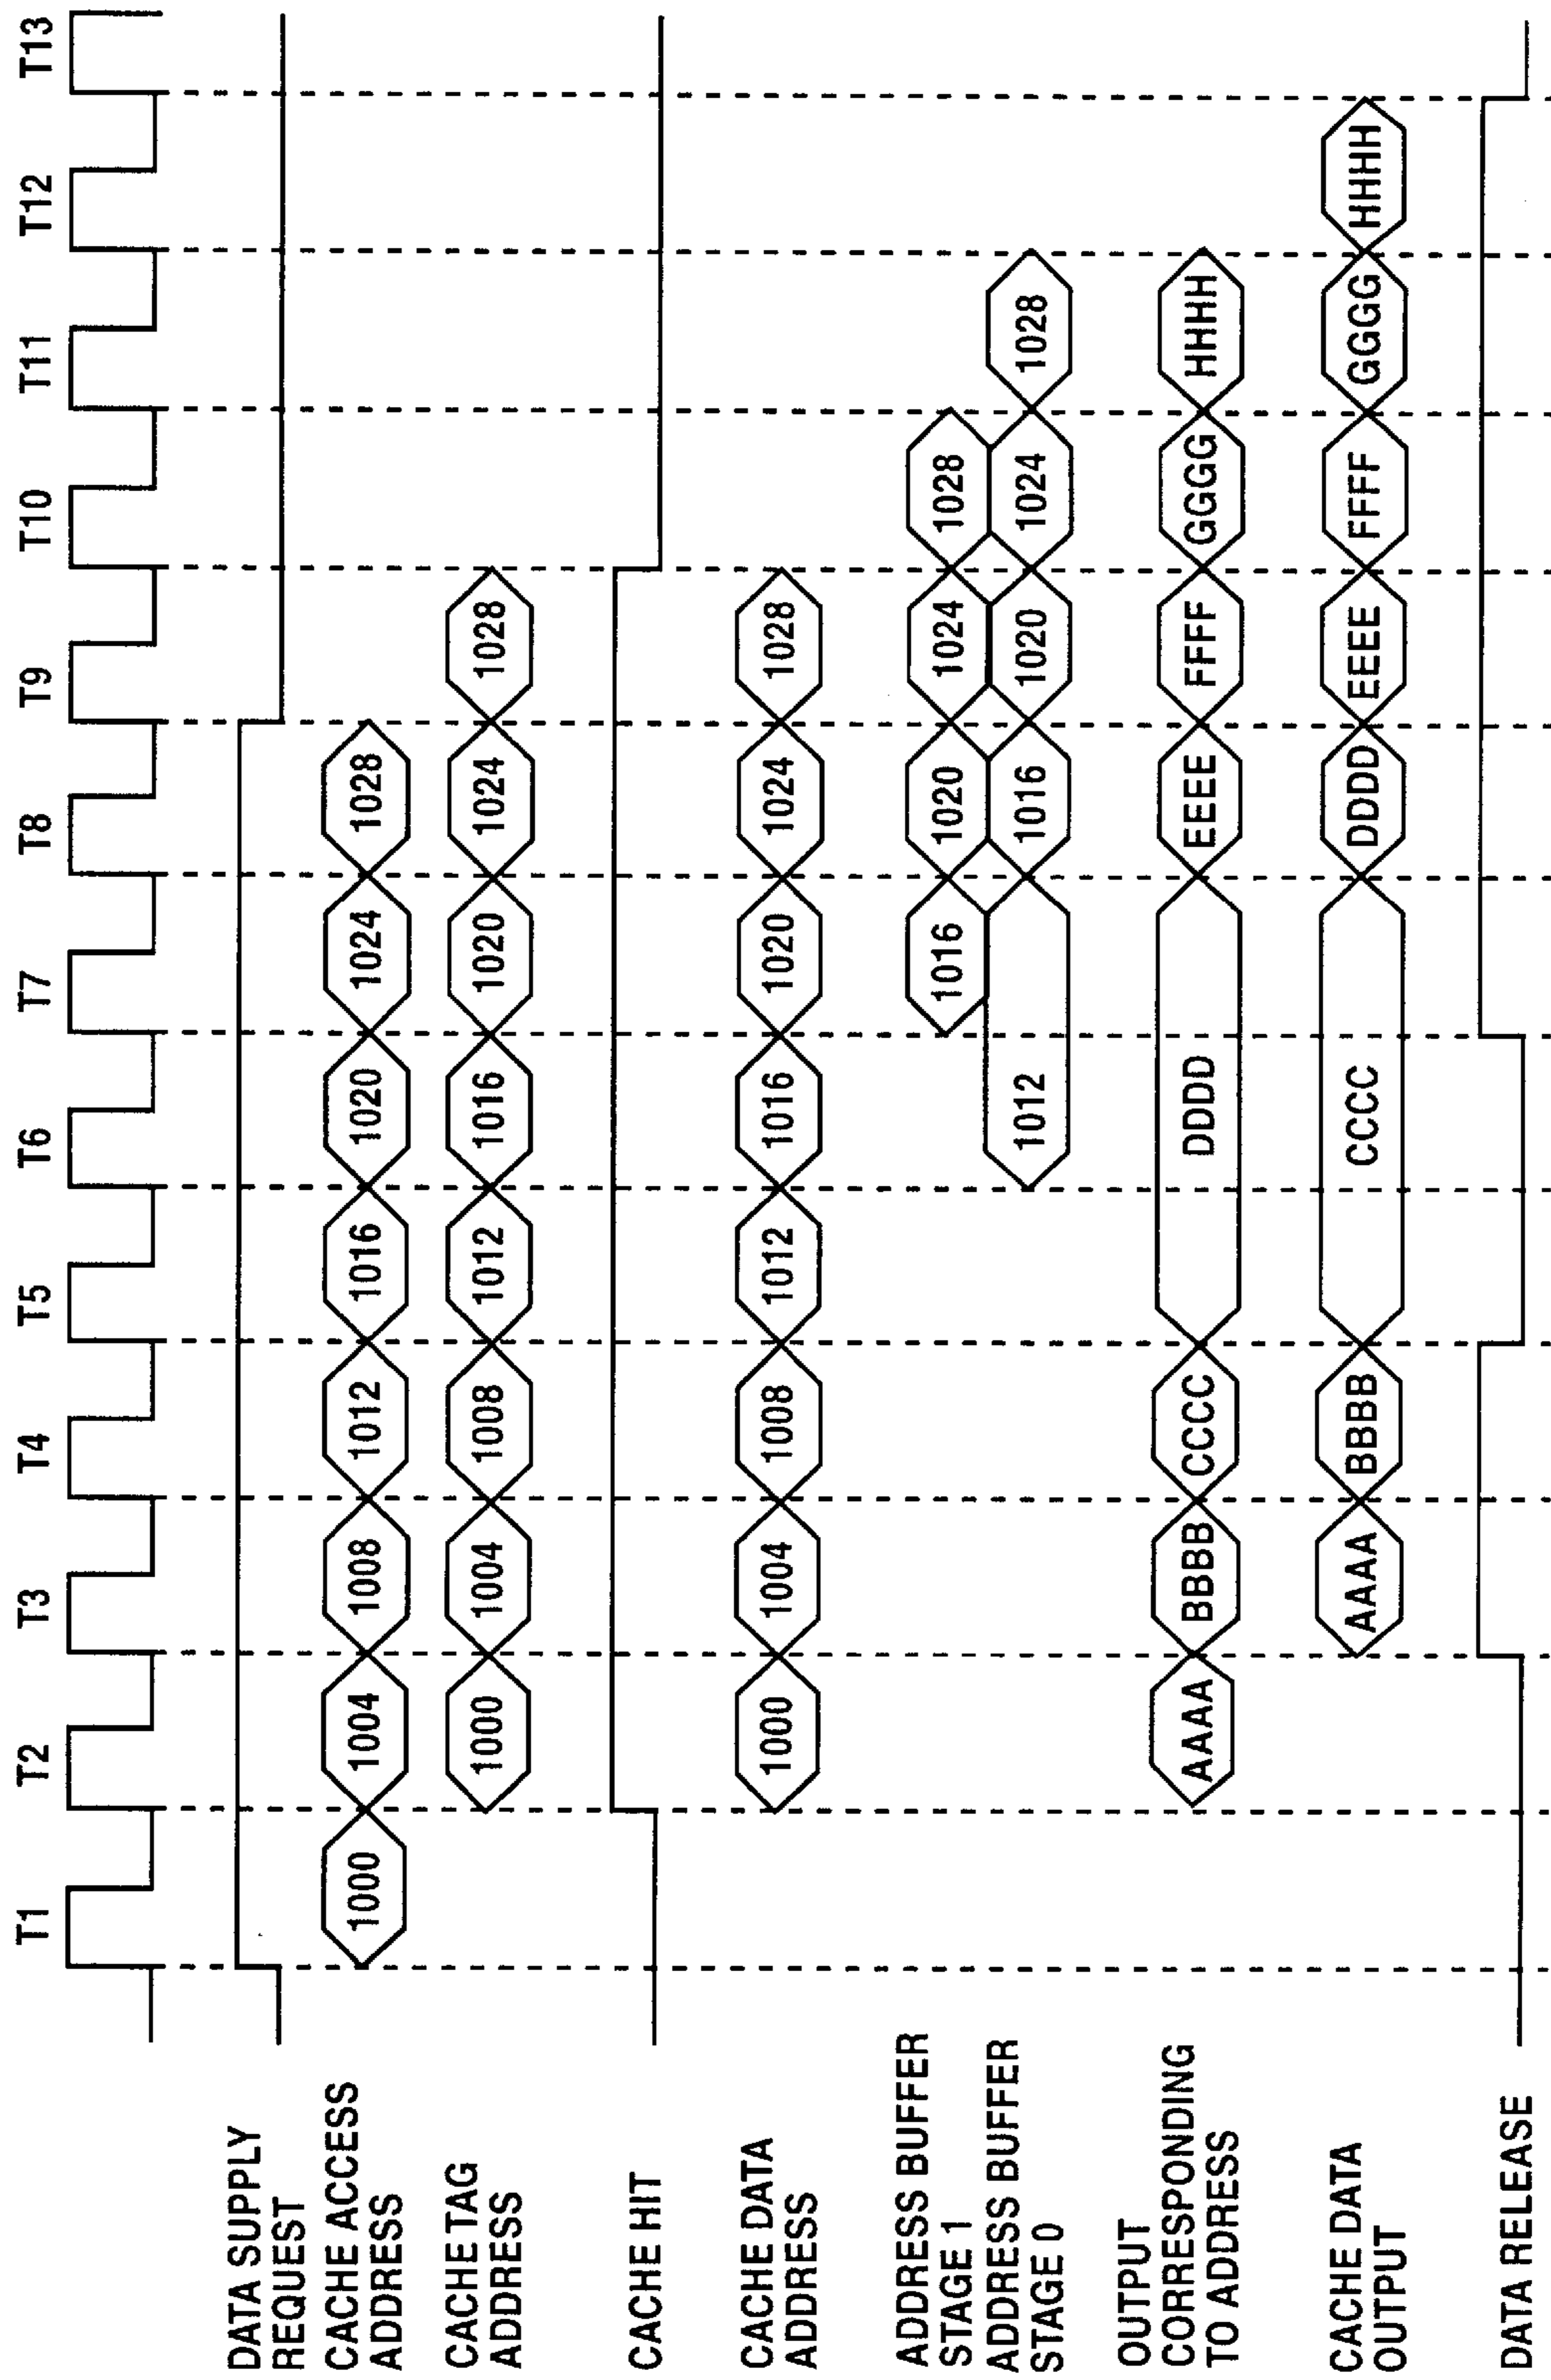 T1 T2 T3 T4 T5 T6 T7 T8 T9 T10 T11 T12 T13
DATA SUPPLY
REQUEST
CACHE ACCESS
ADDRESS
1000 1004 1008 1012 1016 1020 1024 1028
CACHE TAG
ADDRESS
1000 1004 1008 1012 1016 1020 1024 1028
CACHE HIT
CACHE DATA
ADDRESS
1000 1004 1008 1012 1016 1020 1024 1028
ADDRESS BUFFER
STAGE 1
1016 1020 1024 1028
ADDRESS BUFFER
STAGE 0
1012 1016 1020 1024 1028
OUTPUT
CORRESPONDING
TO ADDRESS
AAAA BBBB CCCC DDDD EEEE FFFF GGGG HHHH
CACHE DATA
OUTPUT
AAAA BBBB CCCC DDDD EEEE FFFF GGGG HHHH
DATA RELEASE